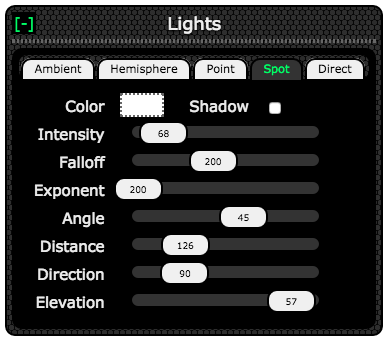 [-] Lights
Ambient Hemisphere Point Spot Direct
Color Shadow
Intensity 68
Falloff 200
Exponent 200
Angle 45
Distance 126
Direction 90
Elevation 57